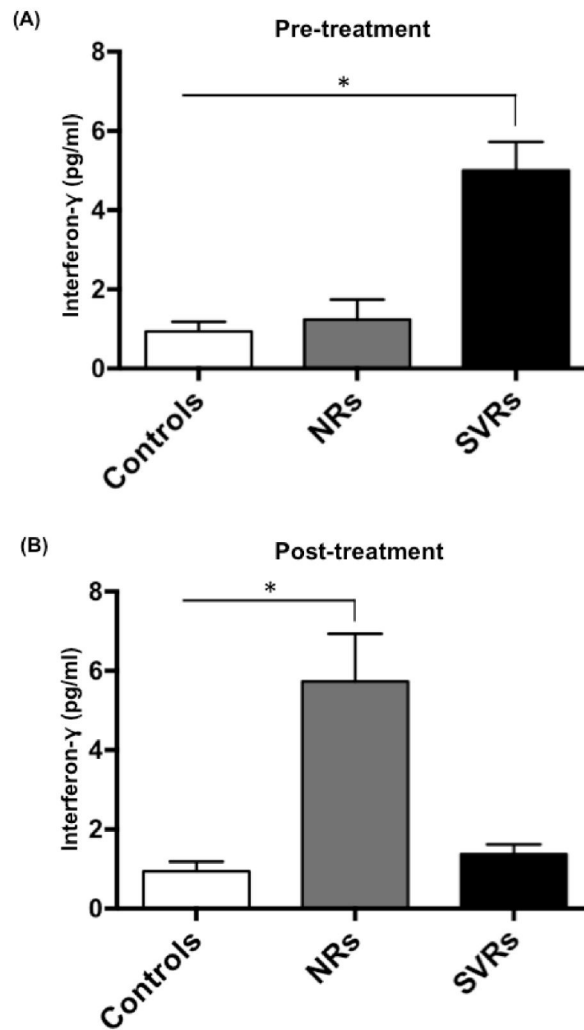 (A)
Pre-treatment
*
8
6
4
2
0
Interferon-γ (pg/ml)
Controls
NRs
SVRs
(B)
Post-treatment
*
8
6
4
2
0
Interferon-γ (pg/ml)
Controls
NRs
SVRs